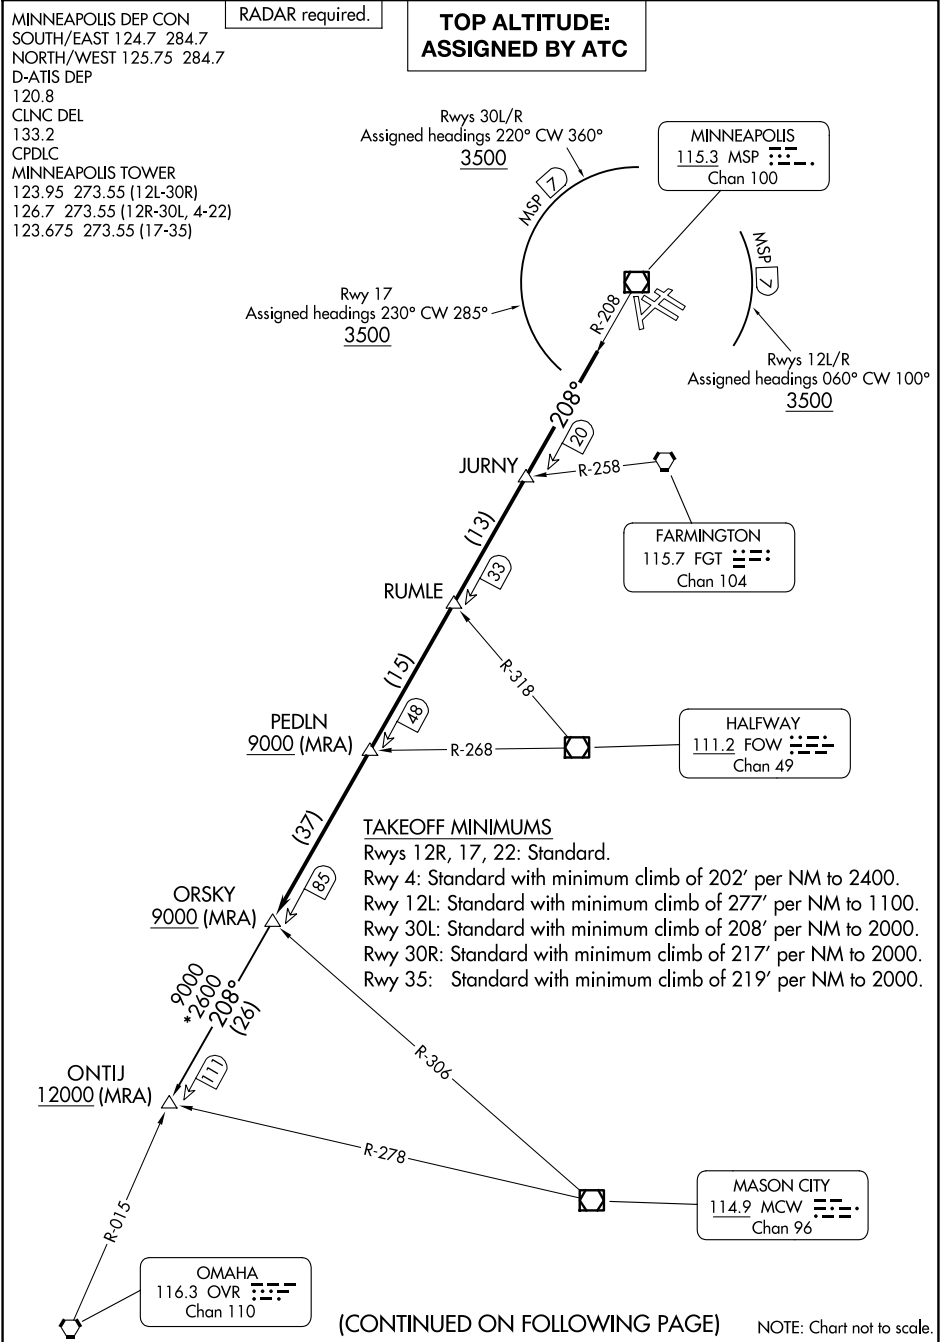 MINNEAPOLIS DEP CON
SOUTH/EAST 124.7 284.7
NORTH/WEST 125.75 284.7
D-ATIS DEP
120.8
CLNC DEL
133.2
CPDLC
MINNEAPOLIS TOWER
123.95 273.55 (12L-30R)
126.7 273.55 (12R-30L, 4-22)
123.675 273.55 (17-35)
RADAR required.
TOP ALTITUDE:
ASSIGNED BY ATC
Rwys 30L/R
Assigned headings 220° CW 360°
3500
MINNEAPOLIS
115.3 MSP
Chan 100
MSP 7
MSP 7
Rwy 17
Assigned headings 230° CW 285°
3500
R-208
Rwys 12L/R
Assigned headings 060° CW 100°
3500
208°
20
JURNY
R-258
FARMINGTON
115.7 FGT
Chan 104
(13)
33
RUMLE
R-318
(15)
48
PEDLN
9000 (MRA)
R-268
HALFWAY
111.2 FOW
Chan 49
(37)
TAKEOFF MINIMUMS
Rwys 12R, 17, 22: Standard.
Rwy 4: Standard with minimum climb of 202' per NM to 2400.
Rwy 12L: Standard with minimum climb of 277' per NM to 1100.
Rwy 30L: Standard with minimum climb of 208' per NM to 2000.
Rwy 30R: Standard with minimum climb of 217' per NM to 2000.
Rwy 35: Standard with minimum climb of 219' per NM to 2000.
85
ORSKY
9000 (MRA)
9000
*2600
208°
(26)
R-306
111
ONTIJ
12000 (MRA)
R-278
R-015
MASON CITY
114.9 MCW
Chan 96
OMAHA
116.3 OVR
Chan 110
(CONTINUED ON FOLLOWING PAGE)
NOTE: Chart not to scale.